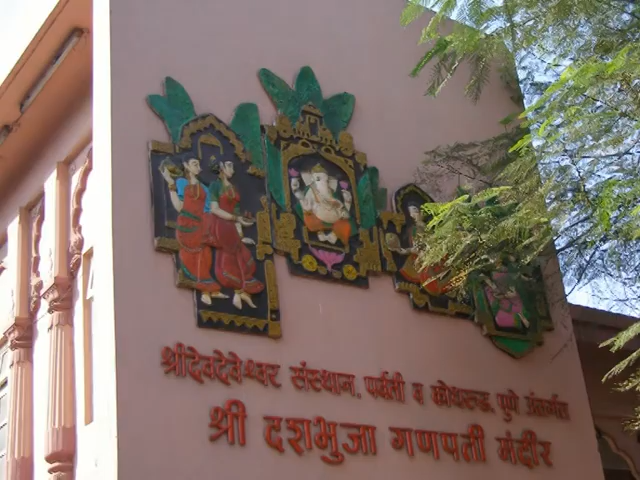 श्रीदेवदेवेश्वर संस्थान, पर्वती व कोथरूड, पुणे अंतर्गत
श्री दशभुजा गणपती मंदीर